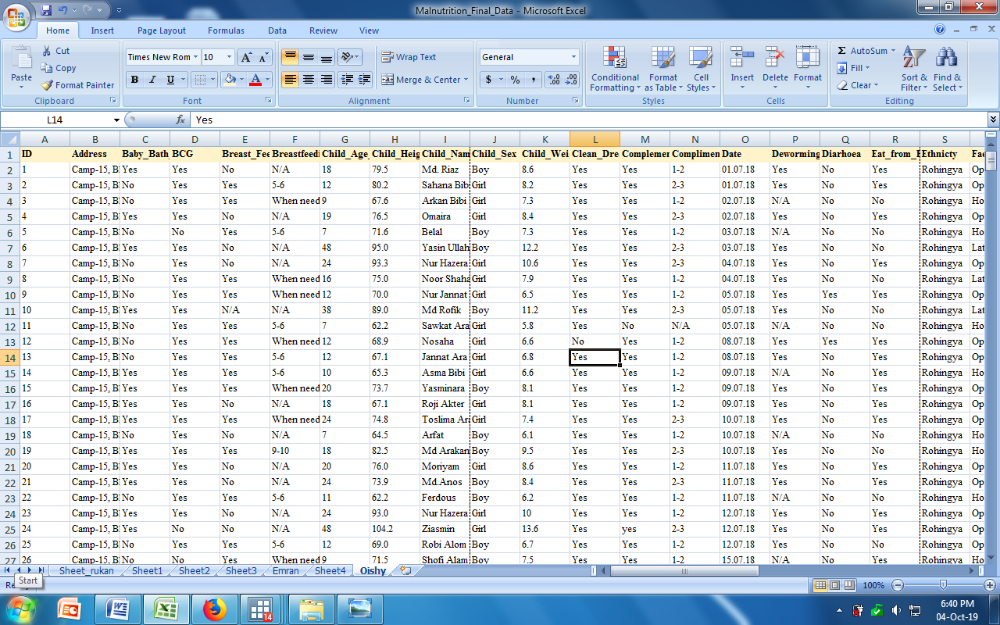 Malnutrition_Final_Data - Microsoft Excel
Home Insert Page Layout Formulas Data Review View
Paste Cut Copy Format Painter Clipboard
Times New Rom 10 B I U Font
Wrap Text Merge & Center Alignment
General $ % , Number
Conditional Formatting Format as Table Cell Styles Styles
Insert Delete Format Cells
AutoSum Fill Clear Sort & Filter Find & Select Editing
L14 fx Yes
A B C D E F G H I J K L M N O P Q R S
1 ID Address Baby_Bath BCG Breast_Fee Breastfeedi Child_Age_ Child_Heig Child_Nam Child_Sex Child_Wei Clean_Dre Complemen Complimen Date Deworming Diarhoea Eat_from_ Ethnicty Fac
2 1 Camp-15, B Yes Yes No N/A 18 79.5 Md. Riaz Boy 8.6 Yes Yes 1-2 01.07.18 Yes No Yes Rohingya Op
3 2 Camp-15, B No Yes Yes 5-6 12 80.2 Sahana Bib Girl 8.2 Yes Yes 2-3 01.07.18 Yes No Yes Rohingya Op
4 3 Camp-15, B No Yes Yes When need 9 67.6 Arkan Bibi Girl 7.3 Yes Yes 1-2 02.07.18 N/A No No Rohingya Ho
5 4 Camp-15, B Yes Yes No N/A 19 76.5 Omaira Girl 8.4 Yes Yes 2-3 02.07.18 Yes No Yes Rohingya Op
6 5 Camp-15, B No No Yes 5-6 7 71.6 Belal Boy 7.3 Yes Yes 1-2 03.07.18 N/A No No Rohingya Ho
7 6 Camp-15, B Yes Yes No N/A 48 95.0 Yasin Ullah Boy 12.2 Yes Yes 2-3 03.07.18 Yes No Yes Rohingya Lat
8 7 Camp-15, B No Yes No N/A 24 93.3 Nur Hazera Girl 10.6 Yes Yes 2-3 04.07.18 Yes No Yes Rohingya Op
9 8 Camp-15, B No Yes Yes When need 16 75.0 Noor Shaha Girl 7.9 Yes Yes 1-2 04.07.18 Yes No No Rohingya Lat
10 9 Camp-15, B No Yes Yes When need 12 70.0 Nur Jannat Girl 6.5 Yes Yes 1-2 05.07.18 Yes Yes Yes Rohingya Op
11 10 Camp-15, B Yes Yes N/A N/A 38 89.0 Md Rofik Boy 11.2 Yes Yes 2-3 05.07.18 Yes No Yes Rohingya Lat
12 11 Camp-15, B No Yes Yes 5-6 7 62.2 Sawkat Ara Girl 5.8 Yes No N/A 05.07.18 N/A No No Rohingya Ho
13 12 Camp-15, B No Yes Yes When need 12 68.9 Nosaha Girl 6.6 No Yes 1-2 08.07.18 Yes Yes Yes Rohingya Op
14 13 Camp-15, B No Yes Yes 5-6 12 67.1 Jannat Ara Girl 6.8 Yes Yes 1-2 08.07.18 Yes No Yes Rohingya Op
15 14 Camp-15, B Yes Yes Yes 5-6 10 65.3 Asma Bibi Girl 6.6 Yes Yes 1-2 09.07.18 N/A No Yes Rohingya Ho
16 15 Camp-15, B Yes Yes Yes When need 20 73.7 Yasminara Boy 8.1 Yes Yes 1-2 09.07.18 Yes No Yes Rohingya Op
17 16 Camp-15, B Yes Yes No N/A 18 67.1 Roji Akter Girl 8.1 Yes Yes 1-2 09.07.18 Yes No Yes Rohingya Op
18 17 Camp-15, B Yes Yes Yes When need 24 74.8 Toslima Ara Girl 7.4 Yes Yes 2-3 10.07.18 Yes No Yes Rohingya Op
19 18 Camp-15, B No Yes No N/A 7 64.5 Arfat Boy 6.1 Yes Yes 1-2 10.07.18 N/A No No Rohingya Ho
20 19 Camp-15, B Yes Yes Yes 9-10 18 82.5 Md Arakan Boy 9.5 Yes Yes 2-3 10.07.18 Yes No No Rohingya Ho
21 20 Camp-15, B Yes Yes No N/A 20 76.0 Moriyam Girl 8.6 Yes Yes 1-2 11.07.18 Yes No Yes Rohingya Op
22 21 Camp-15, B Yes Yes No N/A 24 73.9 Md.Anos Boy 8.4 Yes Yes 2-3 11.07.18 Yes No Yes Rohingya Op
23 22 Camp-15, B No Yes Yes 5-6 11 62.2 Ferdous Boy 6.2 Yes Yes 1-2 11.07.18 N/A No No Rohingya Ho
24 23 Camp-15, B Yes Yes No N/A 24 93.0 Nur Hazera Girl 10 Yes Yes 1-2 12.07.18 Yes No Yes Rohingya Op
25 24 Camp-15, B Yes No No N/A 48 104.2 Ziasmin Girl 13.6 Yes yes 2-3 12.07.18 Yes No Yes Rohingya Op
26 25 Camp-15, B No Yes Yes 5-6 12 69.0 Robi Alom Boy 6.7 Yes Yes 1-2 12.07.18 Yes No No Rohingya Op
27 26 Camp-15, B No No Yes When need 9 71.5 Shofi Alam Boy 7.5 Yes Yes 1-2 15.07.18 N/A No Yes Rohingya Ho
Sheet_rukan Sheet1 Sheet2 Sheet3 Emran Sheet4 Oishy
Start
100%
14
6:40 PM
04-Oct-19